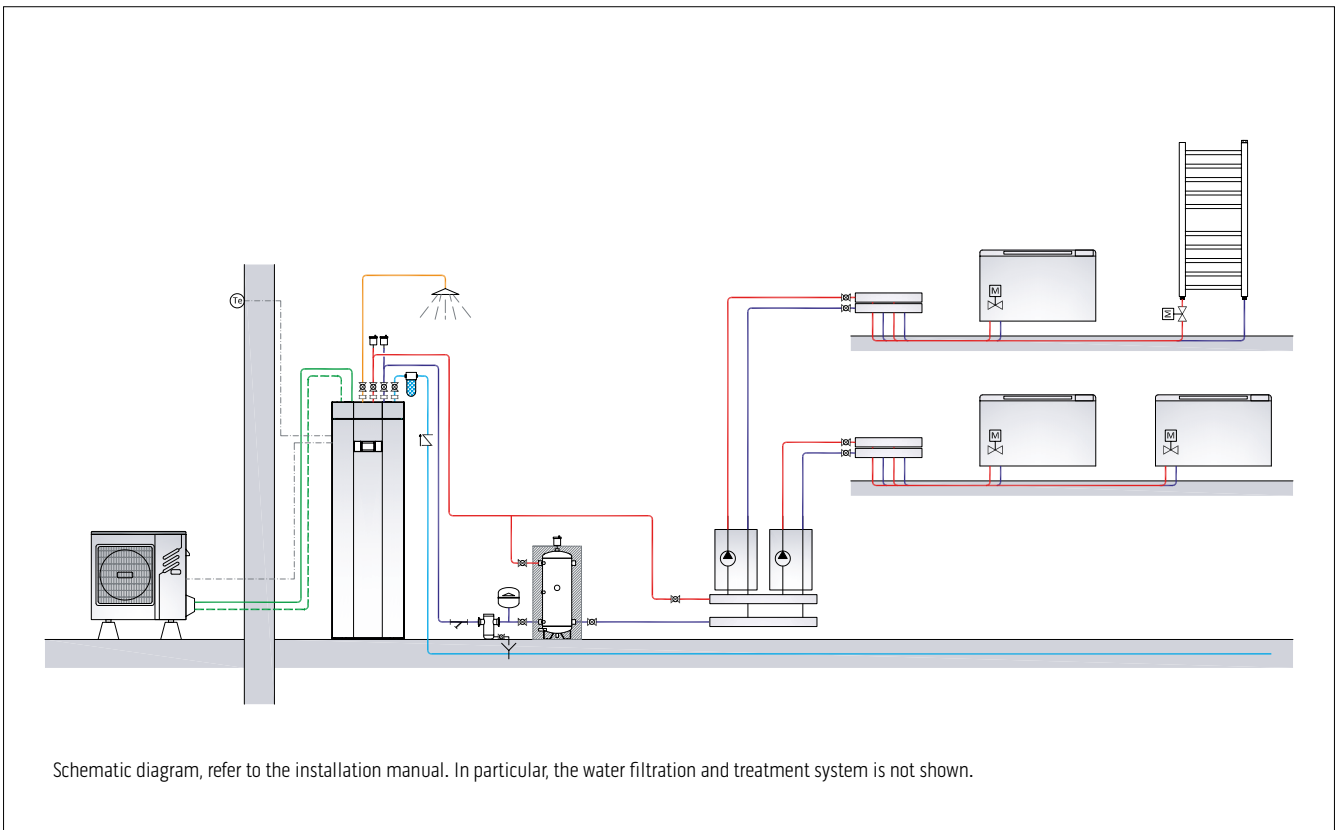 M
M
Te
M
M
Schematic diagram, refer to the installation manual. In particular, the water filtration and treatment system is not shown.